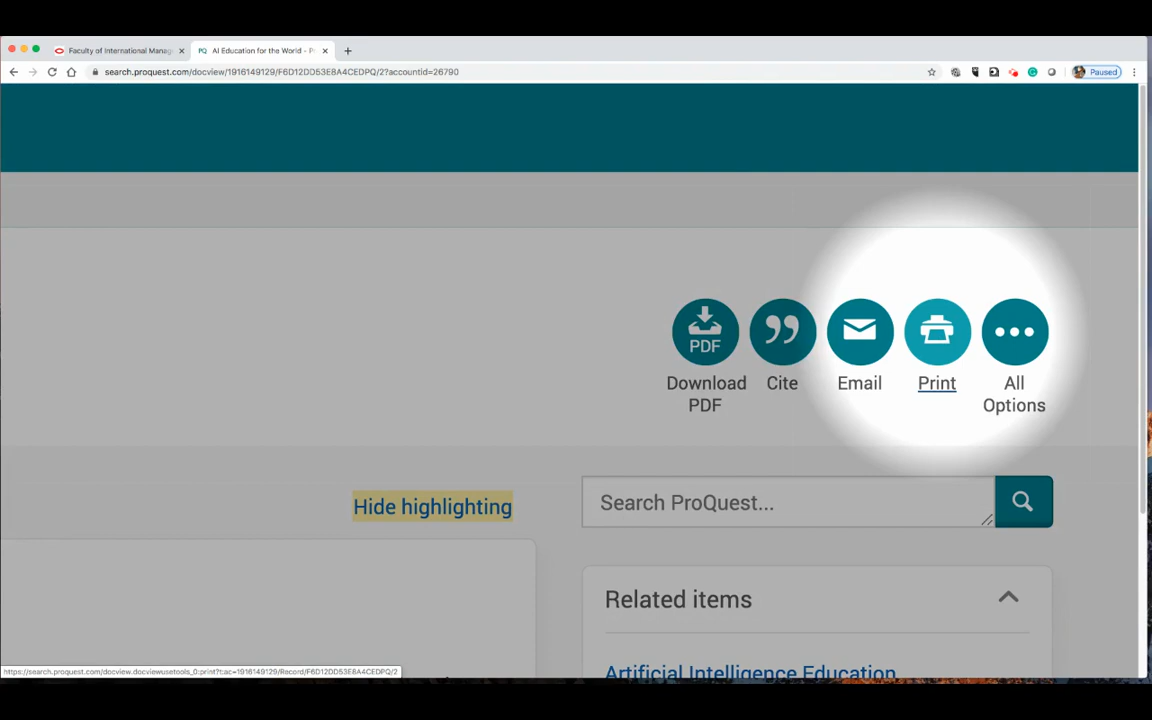 Faculty of International Manag
AI Education for the World - P
search.proquest.com/docview/1916149129/F6D12DD53E8A4CEDPQ/2?accountid=26790
Paused
PDF
Download PDF
Cite
Email
Print
All Options
Hide highlighting
Search ProQuest...
Related items
Artificial Intelligence Education
https://search.proquest.com/docview.docviewusetools_0:print?t:ac=1916149129/Record/F6D12DD53E8A4CEDPQ/2